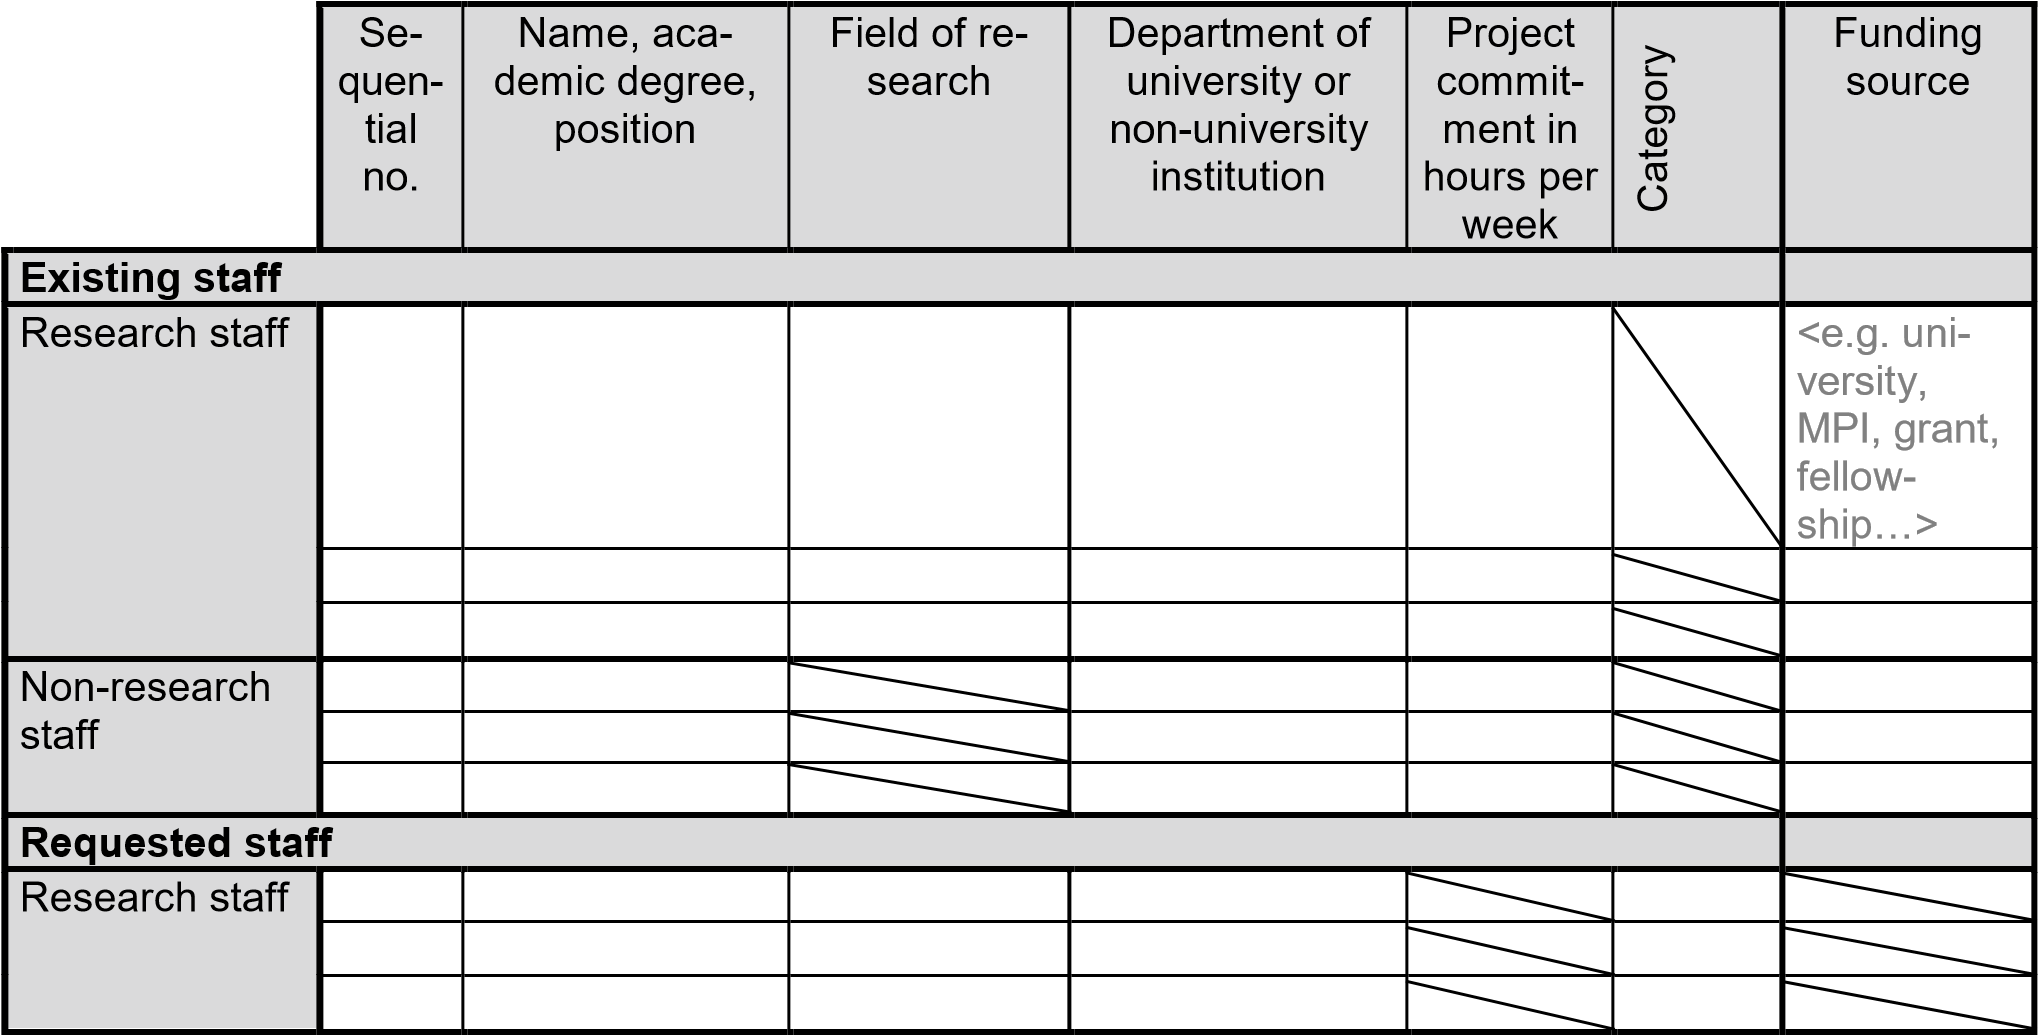 Se-
quen-
tial
no.
Name, aca-
demic degree,
position
Field of re-
search
Department of
university or
non-university
institution
Project
commit-
ment in
hours per
week
Category
Funding
source
Existing staff
Research staff
<e.g. uni-
versity,
MPI, grant,
fellow-
ship…>
Non-research
staff
Requested staff
Research staff